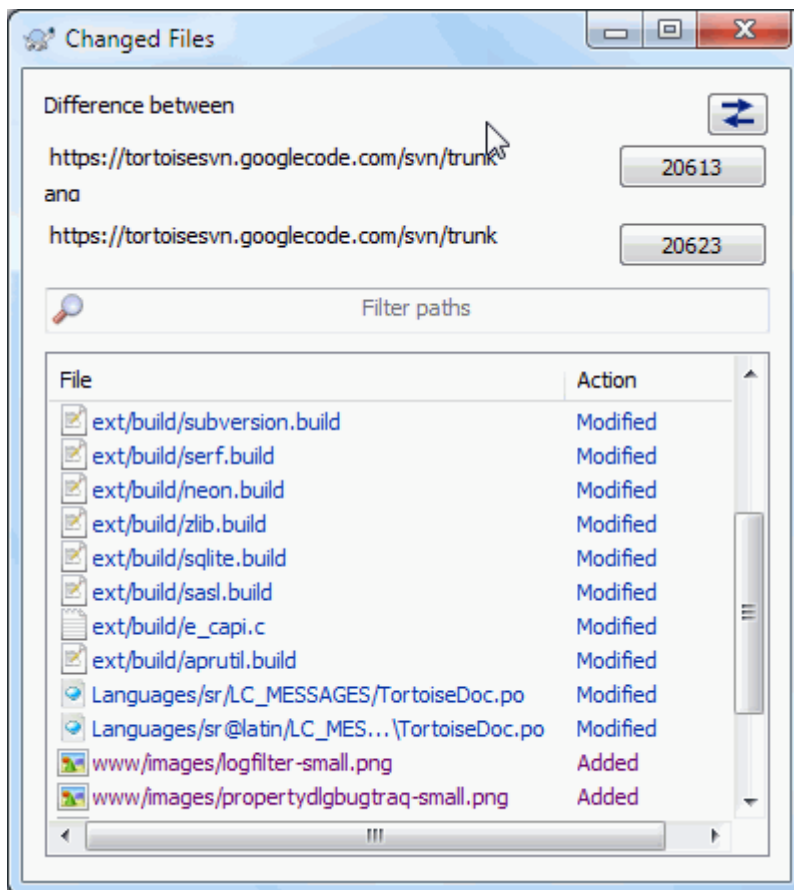 Changed Files
Difference between
https://tortoisesvn.googlecode.com/svn/trunk 20613
and
https://tortoisesvn.googlecode.com/svn/trunk 20623
Filter paths
File Action
ext/build/subversion.build Modified
ext/build/serf.build Modified
ext/build/neon.build Modified
ext/build/zlib.build Modified
ext/build/sqlite.build Modified
ext/build/sasl.build Modified
ext/build/e_capi.c Modified
ext/build/aprutil.build Modified
Languages/sr/LC_MESSAGES/TortoiseDoc.po Modified
Languages/sr@latin/LC_MES...\TortoiseDoc.po Modified
www/images/logfilter-small.png Added
www/images/propertydlgbugtraq-small.png Added